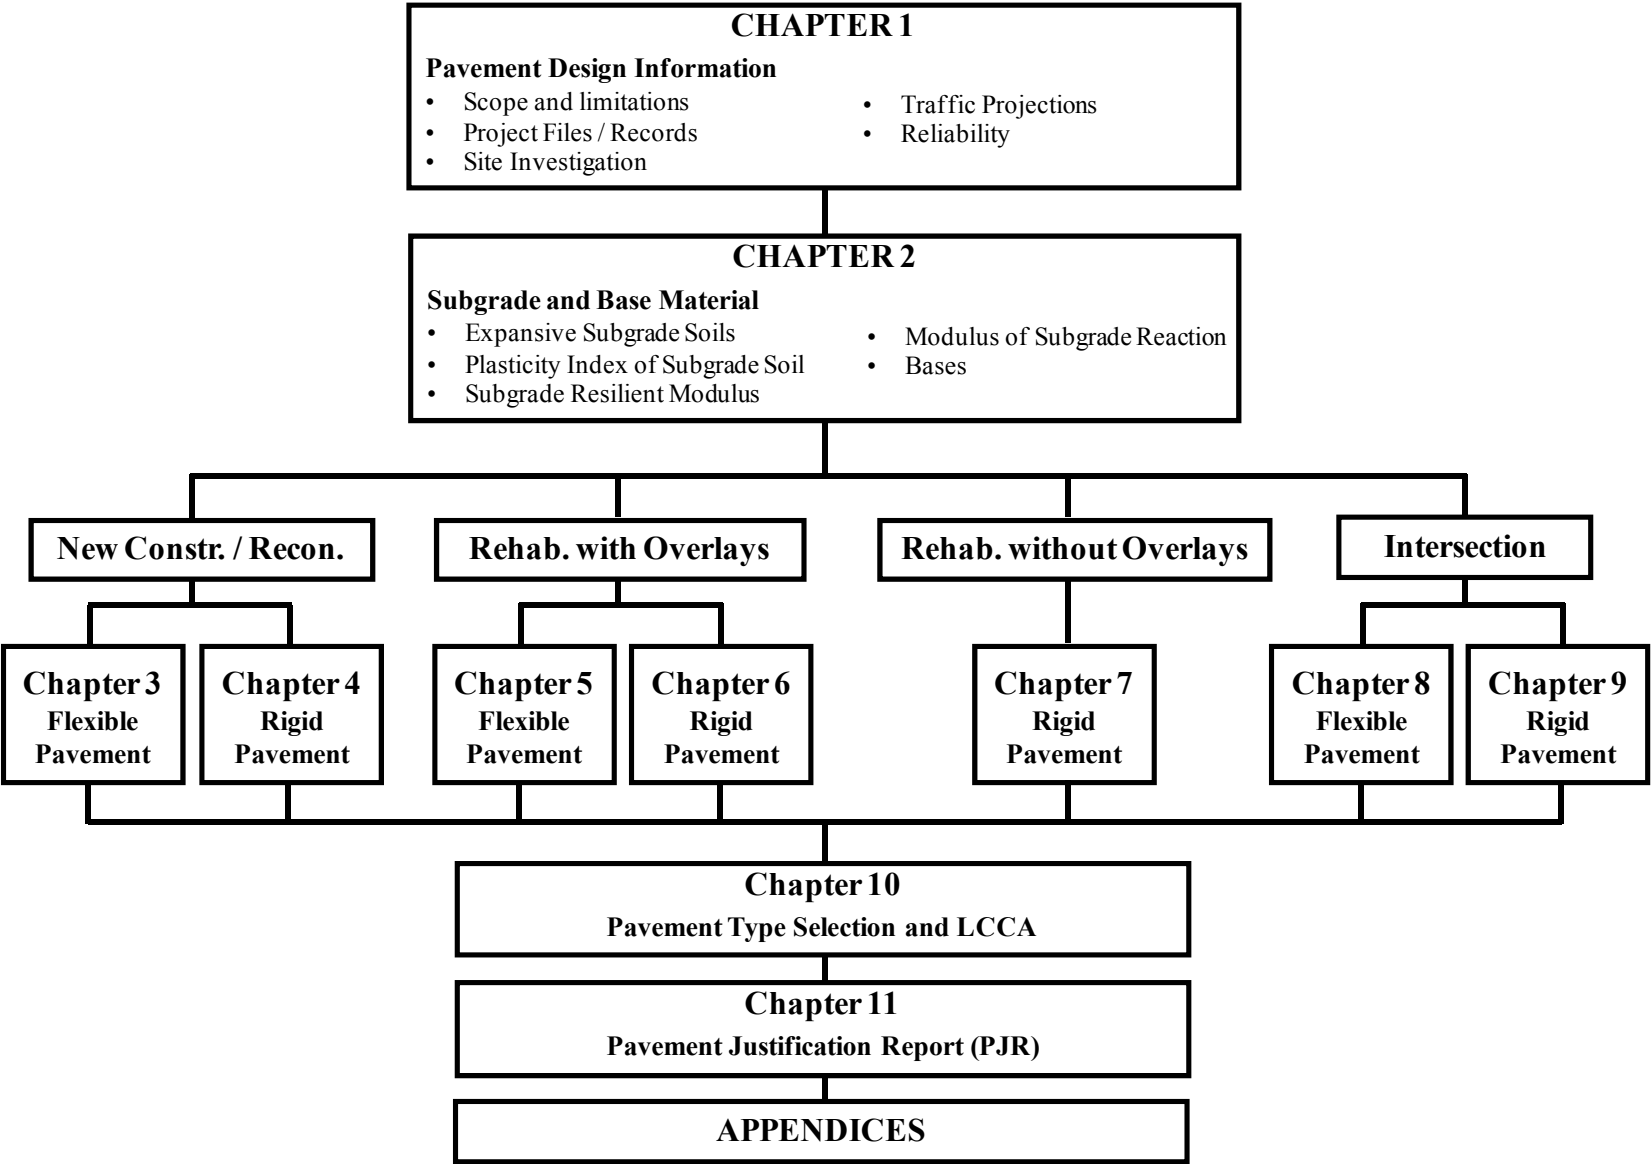 CHAPTER 1
Pavement Design Information
• Scope and limitations
• Project Files / Records
• Site Investigation
• Traffic Projections
• Reliability
CHAPTER 2
Subgrade and Base Material
• Expansive Subgrade Soils
• Plasticity Index of Subgrade Soil
• Subgrade Resilient Modulus
• Modulus of Subgrade Reaction
• Bases
New Constr. / Recon.
Rehab. with Overlays
Rehab. without Overlays
Intersection
Chapter 3
Flexible
Pavement
Chapter 4
Rigid
Pavement
Chapter 5
Flexible
Pavement
Chapter 6
Rigid
Pavement
Chapter 7
Rigid
Pavement
Chapter 8
Flexible
Pavement
Chapter 9
Rigid
Pavement
Chapter 10
Pavement Type Selection and LCCA
Chapter 11
Pavement Justification Report (PJR)
APPENDICES